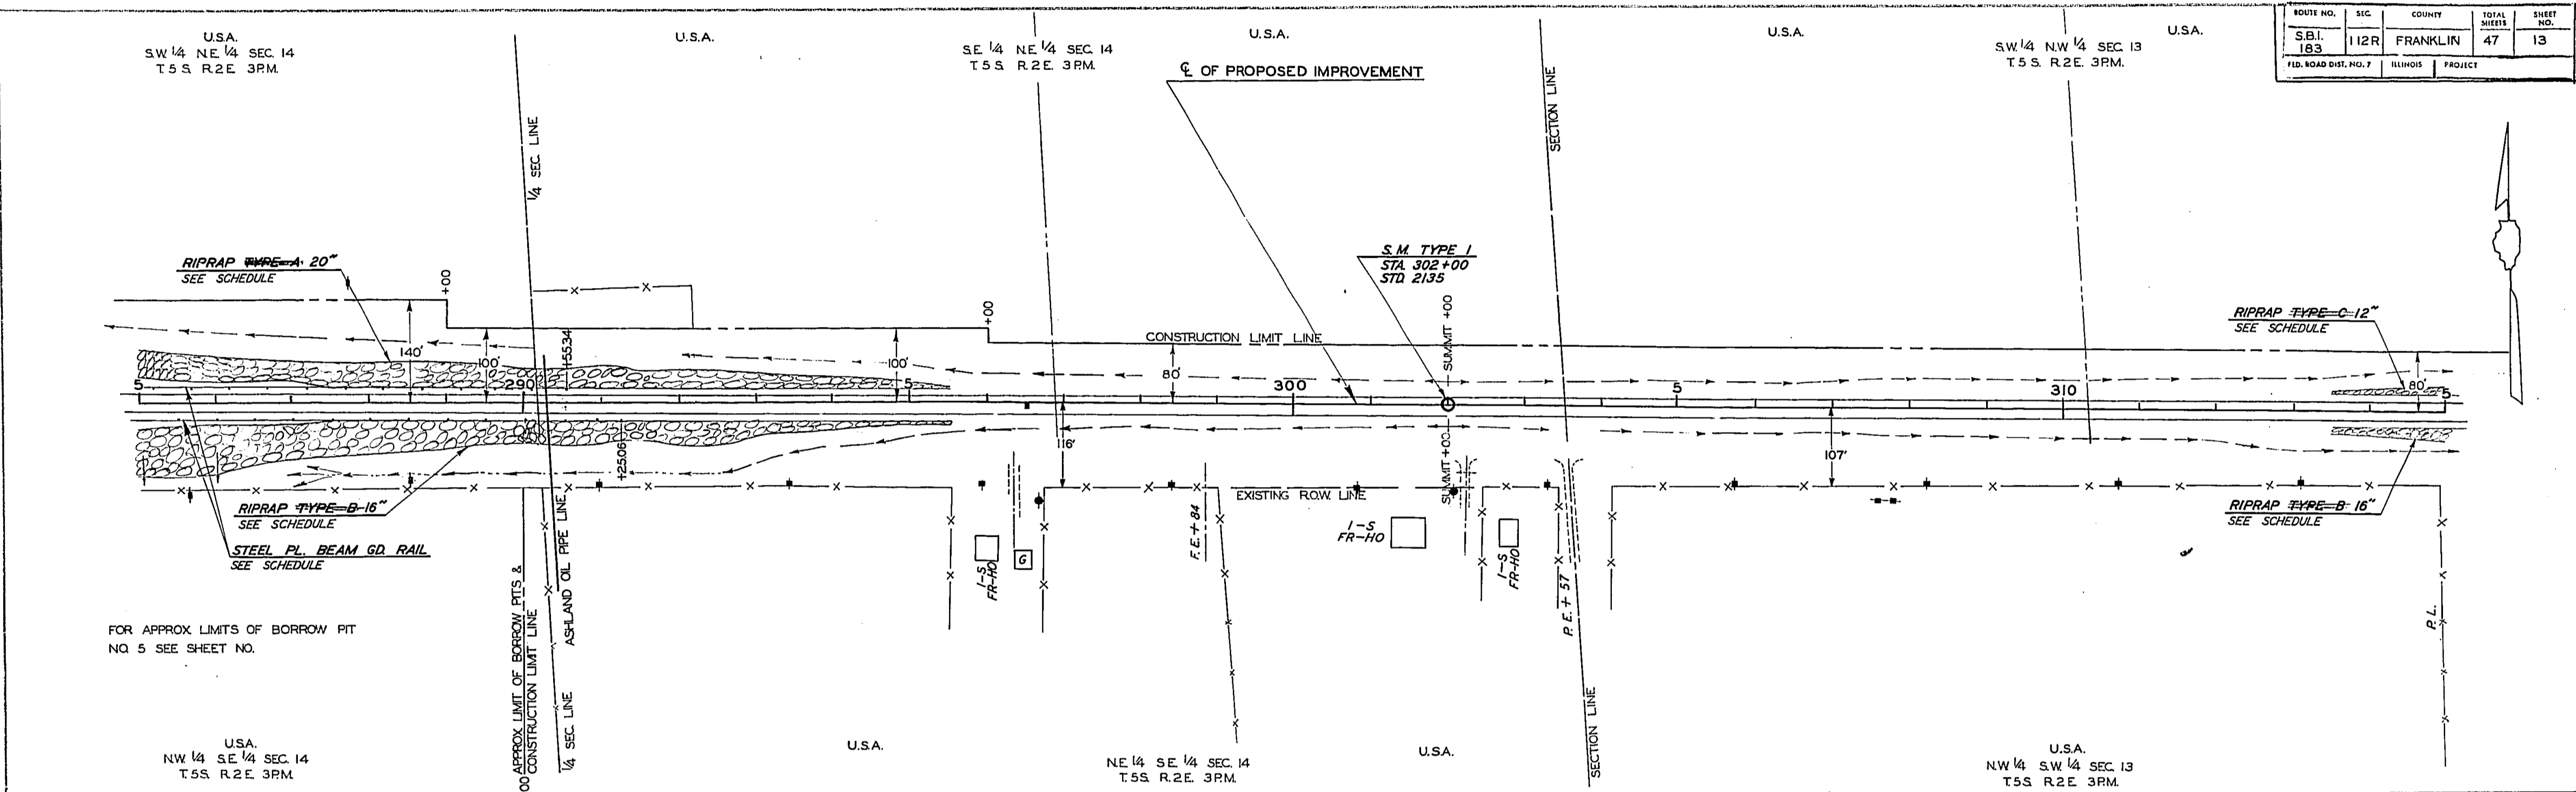 U.S.A.
S.W. 1/4 N.E. 1/4 SEC. 14
T. 5 S. R. 2 E. 3 P.M.
U.S.A.
S.E. 1/4 N.E. 1/4 SEC. 14
T. 5 S. R. 2 E. 3 P.M.
U.S.A.
U.S.A.
S.W. 1/4 N.W. 1/4 SEC. 13
T. 5 S. R. 2 E. 3 P.M.
U.S.A.
ROUTE NO. SEC. COUNTY TOTAL SHEETS SHEET NO.
S.B.I. 183 112R FRANKLIN 47 13
FED. ROAD DIST. NO. 7 ILLINOIS PROJECT
℄ OF PROPOSED IMPROVEMENT
1/4 SEC. LINE
SECTION LINE
RIPRAP TYPE A 20"
SEE SCHEDULE
+00
+00
S.M. TYPE 1
STA. 302+00
STD. 2135
SUMMIT +00
RIPRAP TYPE C 12"
SEE SCHEDULE
CONSTRUCTION LIMIT LINE
140'
100'
+55.34
100'
80'
80'
5
290
5
300
5
310
5
116'
107'
+25.06
SUMMIT +00
EXISTING R.O.W. LINE
RIPRAP TYPE B 16"
SEE SCHEDULE
STEEL PL. BEAM GD. RAIL
SEE SCHEDULE
RIPRAP TYPE B 16"
SEE SCHEDULE
1-S
FR-HO
G
F.E. + 84
1-S
FR-HO
1-S
FR-HO
P.E. + 57
P.L.
ASHLAND OIL PIPE LINE
00 APPROX. LIMIT OF BORROW PITS &
CONSTRUCTION LIMIT LINE
1/4 SEC. LINE
SECTION LINE
FOR APPROX. LIMITS OF BORROW PIT
NO. 5 SEE SHEET NO.
U.S.A.
N.W. 1/4 S.E. 1/4 SEC. 14
T. 5 S. R. 2 E. 3 P.M.
U.S.A.
N.E. 1/4 S.E. 1/4 SEC. 14
T. 5 S. R. 2 E. 3 P.M.
U.S.A.
U.S.A.
N.W. 1/4 S.W. 1/4 SEC. 13
T. 5 S. R. 2 E. 3 P.M.